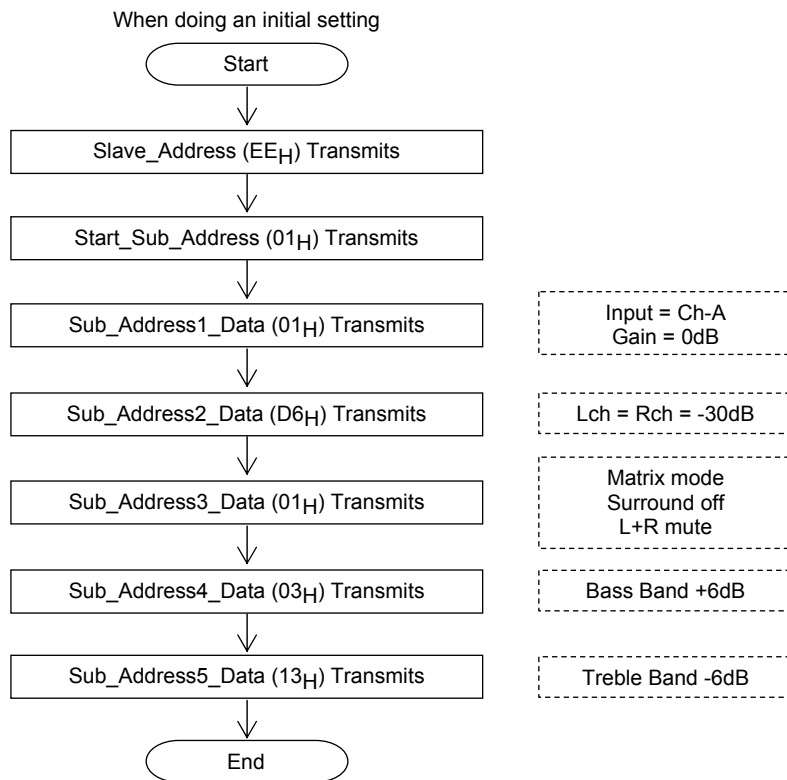 When doing an initial setting
Start
Slave_Address (EEH) Transmits
Start_Sub_Address (01H) Transmits
Sub_Address1_Data (01H) Transmits
Input = Ch-A
Gain = 0dB
Sub_Address2_Data (D6H) Transmits
Lch = Rch = -30dB
Sub_Address3_Data (01H) Transmits
Matrix mode
Surround off
L+R mute
Sub_Address4_Data (03H) Transmits
Bass Band +6dB
Sub_Address5_Data (13H) Transmits
Treble Band -6dB
End